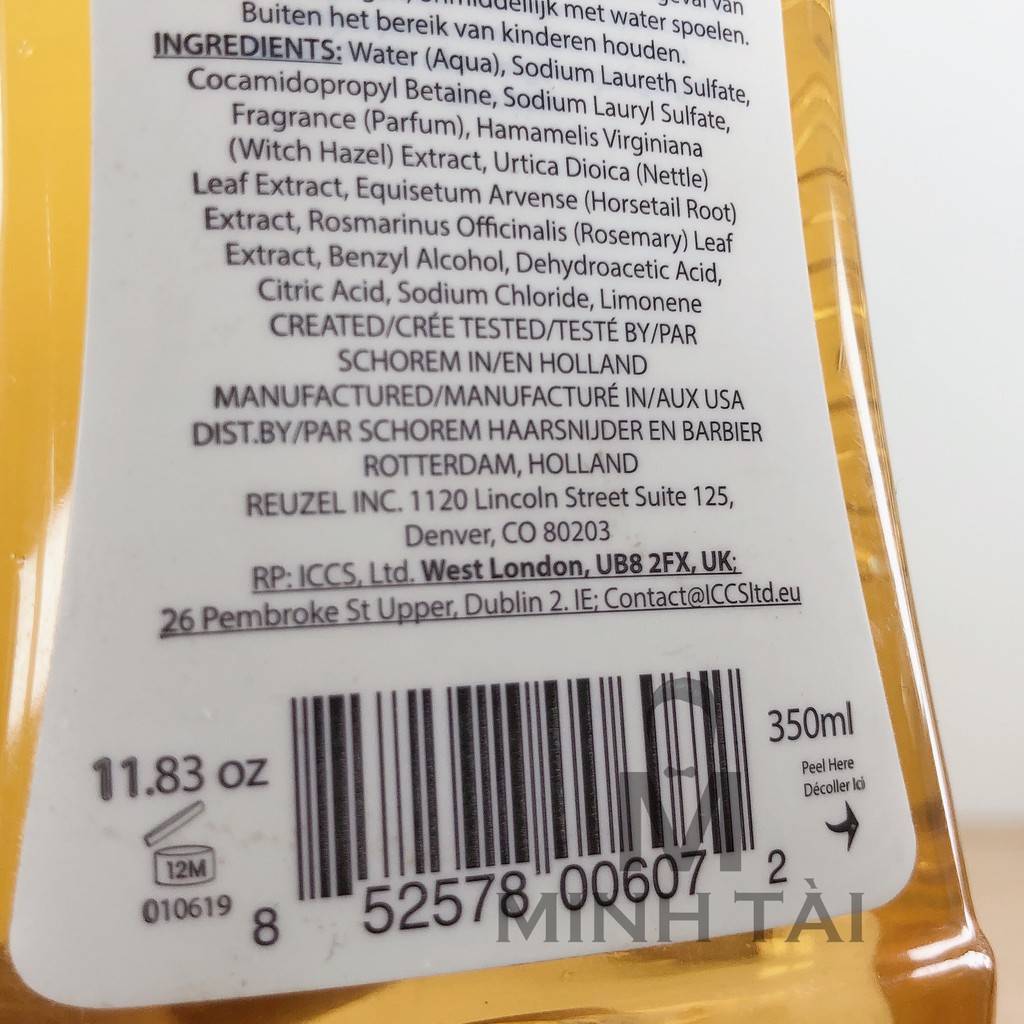 met water spoelen.
Buiten het bereik van kinderen houden.
INGREDIENTS: Water (Aqua), Sodium Laureth Sulfate,
Cocamidopropyl Betaine, Sodium Lauryl Sulfate,
Fragrance (Parfum), Hamamelis Virginiana
(Witch Hazel) Extract, Urtica Dioica (Nettle)
Leaf Extract, Equisetum Arvense (Horsetail Root)
Extract, Rosmarinus Officinalis (Rosemary) Leaf
Extract, Benzyl Alcohol, Dehydroacetic Acid,
Citric Acid, Sodium Chloride, Limonene
CREATED/CRÉE TESTED/TESTÉ BY/PAR
SCHOREM IN/EN HOLLAND
MANUFACTURED/MANUFACTURÉ IN/AUX USA
DIST.BY/PAR SCHOREM HAARSNIJDER EN BARBIER
ROTTERDAM, HOLLAND
REUZEL INC. 1120 Lincoln Street Suite 125,
Denver, CO 80203
RP: ICCS, Ltd. West London, UB8 2FX, UK;
26 Pembroke St Upper, Dublin 2. IE; Contact@ICCSltd.eu
350ml
11.83 oz
Peel Here
Décoller Ici
12M
010619
8 52578 00607 2
MINH TÀI